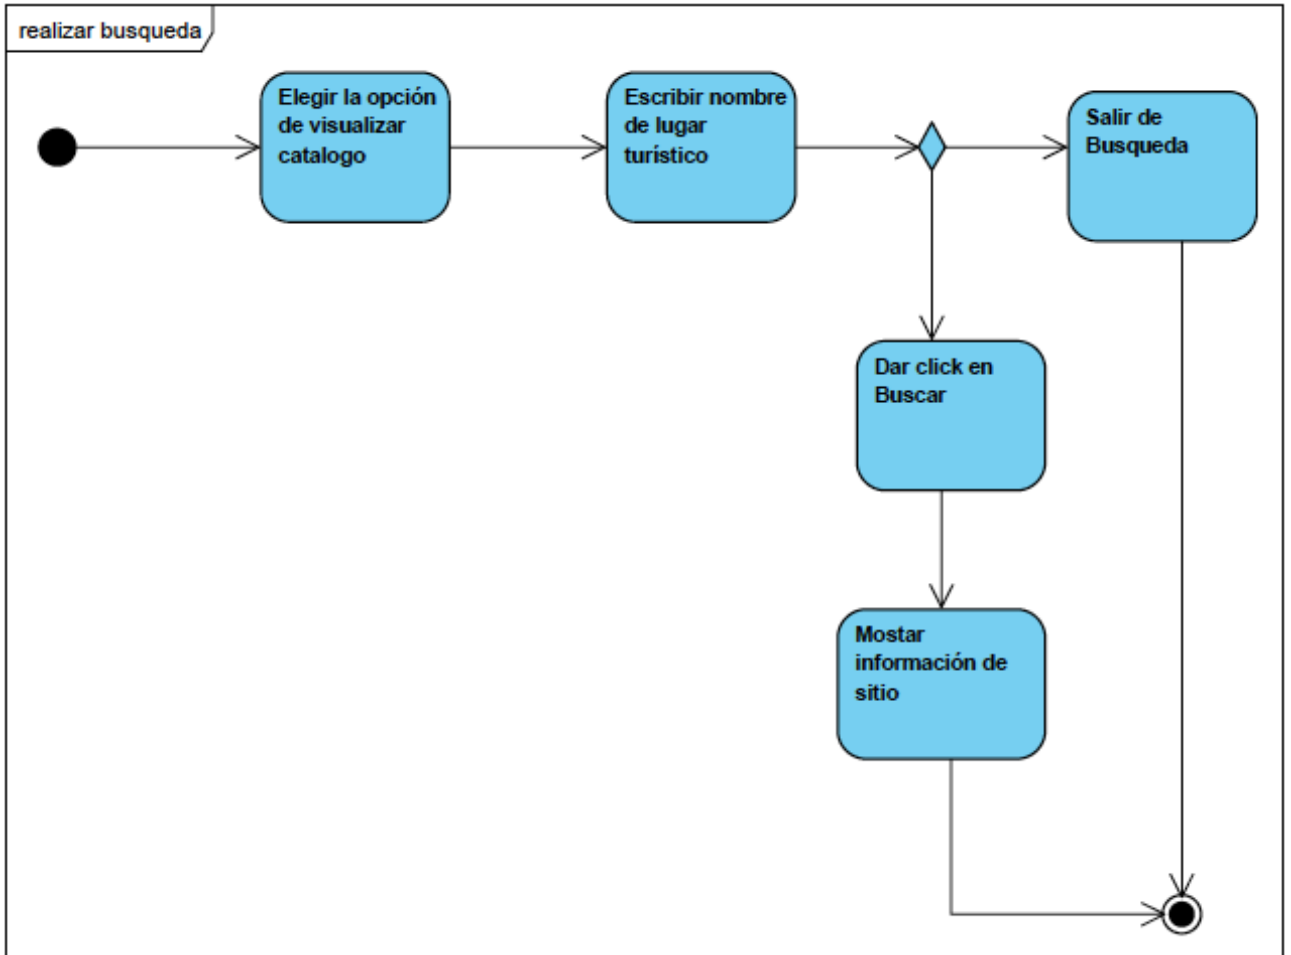 realizar busqueda
Elegir la opción
de visualizar
catalogo
Escribir nombre
de lugar
turístico
Salir de
Busqueda
Dar click en
Buscar
Mostar
información de
sitio